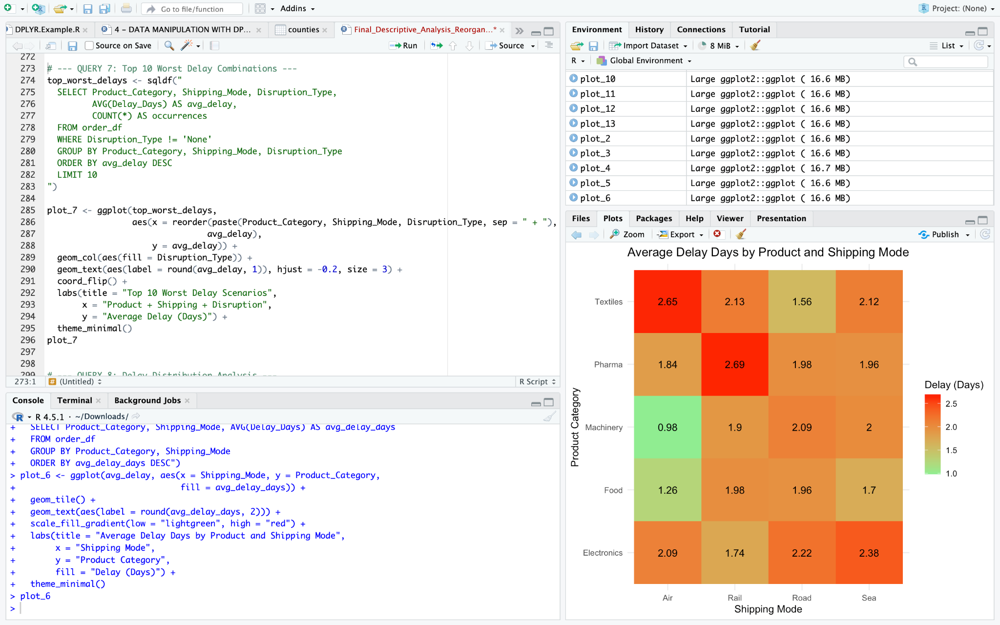 Go to file/function
Addins
Project: (None)
DPLYR.Example.R
4 - DATA MANIPULATION WITH DP...
counties
Final_Descriptive_Analysis_Reorgan...*
Source on Save
Run
Source
272
273 # --- QUERY 7: Top 10 Worst Delay Combinations ---
274 top_worst_delays <- sqldf("
275 SELECT Product_Category, Shipping_Mode, Disruption_Type,
276 AVG(Delay_Days) AS avg_delay,
277 COUNT(*) AS occurrences
278 FROM order_df
279 WHERE Disruption_Type != 'None'
280 GROUP BY Product_Category, Shipping_Mode, Disruption_Type
281 ORDER BY avg_delay DESC
282 LIMIT 10
283 ")
284
285 plot_7 <- ggplot(top_worst_delays,
286 aes(x = reorder(paste(Product_Category, Shipping_Mode, Disruption_Type, sep = " + "),
287 avg_delay),
288 y = avg_delay)) +
289 geom_col(aes(fill = Disruption_Type)) +
290 geom_text(aes(label = round(avg_delay, 1)), hjust = -0.2, size = 3) +
291 coord_flip() +
292 labs(title = "Top 10 Worst Delay Scenarios",
293 x = "Product + Shipping + Disruption",
294 y = "Average Delay (Days)") +
295 theme_minimal()
296 plot_7
297
298
299 # --- QUERY 8: Delay Distribution Analysis ---
273:1
# (Untitled)
R Script
Console
Terminal
Background Jobs
R 4.5.1 · ~/Downloads/
+ SELECT Product_Category, Shipping_Mode, AVG(Delay_Days) AS avg_delay_days
+ FROM order_df
+ GROUP BY Product_Category, Shipping_Mode
+ ORDER BY avg_delay_days DESC")
> plot_6 <- ggplot(avg_delay, aes(x = Shipping_Mode, y = Product_Category,
+ fill = avg_delay_days)) +
+ geom_tile() +
+ geom_text(aes(label = round(avg_delay_days, 2))) +
+ scale_fill_gradient(low = "lightgreen", high = "red") +
+ labs(title = "Average Delay Days by Product and Shipping Mode",
+ x = "Shipping Mode",
+ y = "Product Category",
+ fill = "Delay (Days)") +
+ theme_minimal()
> plot_6
>
Environment
History
Connections
Tutorial
Import Dataset
8 MiB
List
R
Global Environment
plot_10 Large ggplot2::ggplot ( 16.6 MB)
plot_11 Large ggplot2::ggplot ( 16.6 MB)
plot_12 Large ggplot2::ggplot ( 16.6 MB)
plot_13 Large ggplot2::ggplot ( 16.6 MB)
plot_2 Large ggplot2::ggplot ( 16.6 MB)
plot_3 Large ggplot2::ggplot ( 16.6 MB)
plot_4 Large ggplot2::ggplot ( 16.7 MB)
plot_5 Large ggplot2::ggplot ( 16.6 MB)
plot_6 Large ggplot2::ggplot ( 16.6 MB)
Files
Plots
Packages
Help
Viewer
Presentation
Zoom
Export
Publish
Average Delay Days by Product and Shipping Mode
Product Category
Textiles 2.65 2.13 1.56 2.12
Pharma 1.84 2.69 1.98 1.96
Machinery 0.98 1.9 2.09 2
Food 1.26 1.98 1.96 1.7
Electronics 2.09 1.74 2.22 2.38
Air Rail Road Sea
Shipping Mode
Delay (Days)
2.5
2.0
1.5
1.0